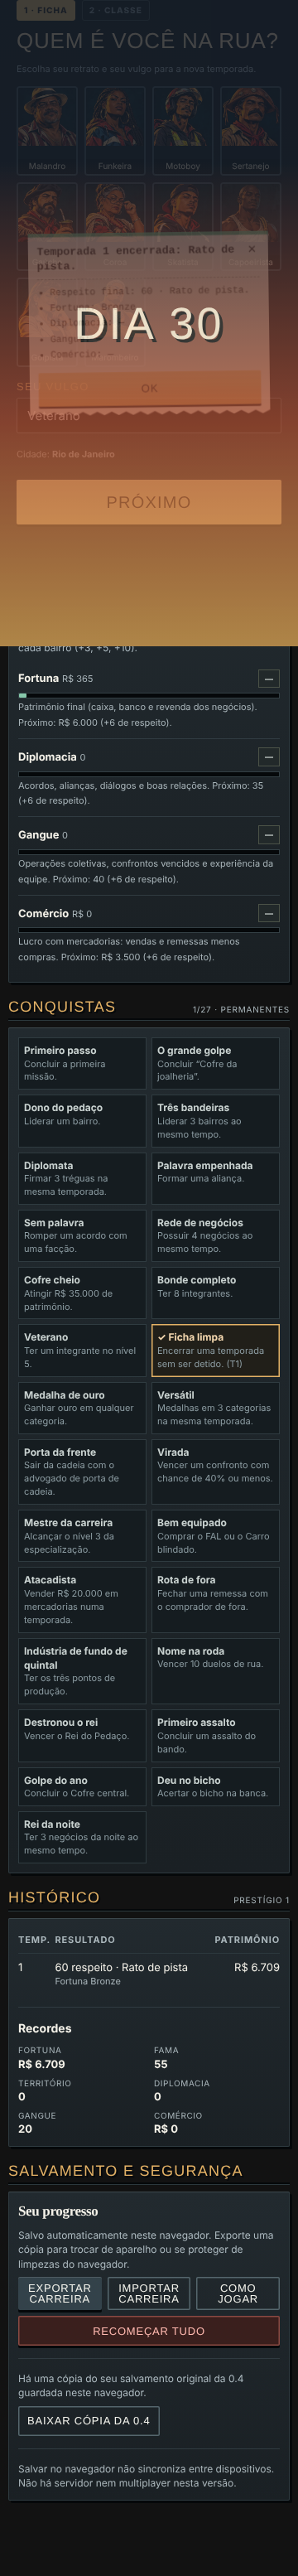 1 · FICHA
2 · CLASSE
QUEM É VOCÊ NA RUA?
Escolha seu retrato e seu vulgo para a nova temporada.
Malandro
Funkeira
Motoboy
Sertanejo
Temporada 1 encerrada: Rato de
pista.
×
Respeito final: 60 · Rato de pista.
Fortuna: Bronze
Diplomacia: —
DIA 30
Comércio: —
OK
SEU VULGO
Veterano
Cidade: Rio de Janeiro
PRÓXIMO
cada bairro (+3, +5, +10).
Fortuna R$ 365
—
Patrimônio final (caixa, banco e revenda dos negócios).
Próximo: R$ 6.000 (+6 de respeito).
Diplomacia 0
—
Acordos, alianças, diálogos e boas relações. Próximo: 35
(+6 de respeito).
Gangue 0
—
Operações coletivas, confrontos vencidos e experiência da
equipe. Próximo: 40 (+6 de respeito).
Comércio R$ 0
—
Lucro com mercadorias: vendas e remessas menos
compras. Próximo: R$ 3.500 (+6 de respeito).
CONQUISTAS
1/27 · PERMANENTES
Primeiro passo
Concluir a primeira
missão.
O grande golpe
Concluir “Cofre da
joalheria”.
Dono do pedaço
Liderar um bairro.
Três bandeiras
Liderar 3 bairros ao
mesmo tempo.
Diplomata
Firmar 3 tréguas na
mesma temporada.
Palavra empenhada
Formar uma aliança.
Sem palavra
Romper um acordo com
uma facção.
Rede de negócios
Possuir 4 negócios ao
mesmo tempo.
Cofre cheio
Atingir R$ 35.000 de
patrimônio.
Bonde completo
Ter 8 integrantes.
Veterano
Ter um integrante no nível
5.
✓ Ficha limpa
Encerrar uma temporada
sem ser detido. (T1)
Medalha de ouro
Ganhar ouro em qualquer
categoria.
Versátil
Medalhas em 3 categorias
na mesma temporada.
Porta da frente
Sair da cadeia com o
advogado de porta de
cadeia.
Virada
Vencer um confronto com
chance de 40% ou menos.
Mestre da carreira
Alcançar o nível 3 da
especialização.
Bem equipado
Comprar o FAL ou o Carro
blindado.
Atacadista
Vender R$ 20.000 em
mercadorias numa
temporada.
Rota de fora
Fechar uma remessa com
o comprador de fora.
Indústria de fundo de
quintal
Ter os três pontos de
produção.
Nome na roda
Vencer 10 duelos de rua.
Destronou o rei
Vencer o Rei do Pedaço.
Primeiro assalto
Concluir um assalto do
bando.
Golpe do ano
Concluir o Cofre central.
Deu no bicho
Acertar o bicho na banca.
Rei da noite
Ter 3 negócios da noite ao
mesmo tempo.
HISTÓRICO
PRESTÍGIO 1
TEMP. RESULTADO PATRIMÔNIO
1 60 respeito · Rato de pista R$ 6.709
Fortuna Bronze
Recordes
FORTUNA
R$ 6.709
FAMA
55
TERRITÓRIO
0
DIPLOMACIA
0
GANGUE
20
COMÉRCIO
R$ 0
SALVAMENTO E SEGURANÇA
Seu progresso
Salvo automaticamente neste navegador. Exporte uma
cópia para trocar de aparelho ou se proteger de
limpezas do navegador.
EXPORTAR
CARREIRA
IMPORTAR
CARREIRA
COMO
JOGAR
RECOMEÇAR TUDO
Há uma cópia do seu salvamento original da 0.4
guardada neste navegador.
BAIXAR CÓPIA DA 0.4
Salvar no navegador não sincroniza entre dispositivos.
Não há servidor nem multiplayer nesta versão.